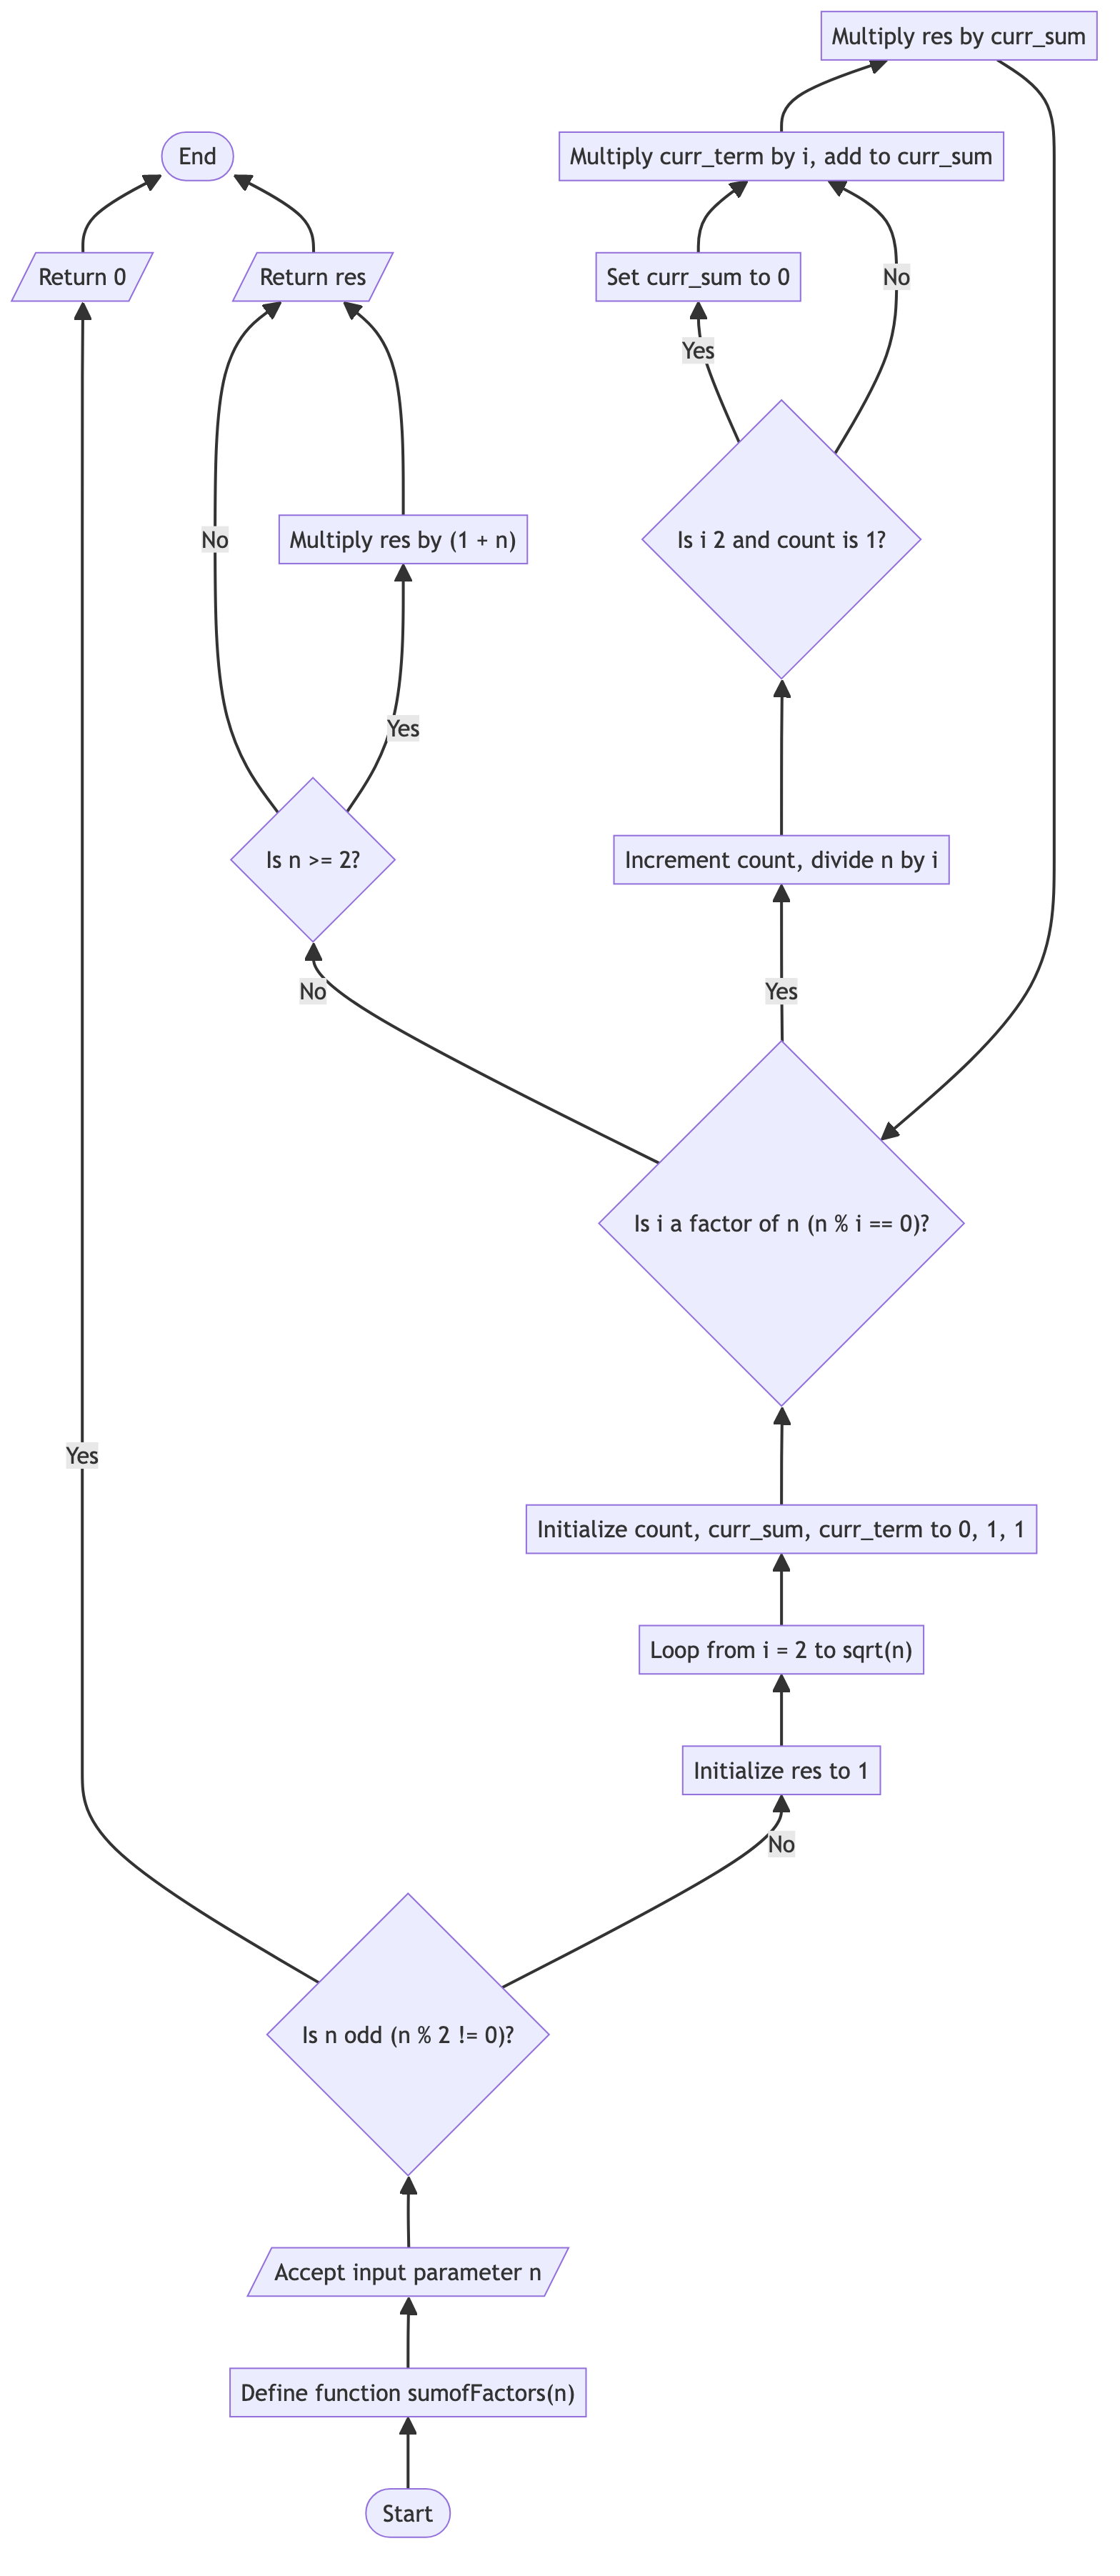 Multiply res by curr_sum
End
Multiply curr_term by i, add to curr_sum
Return 0
Return res
Set curr_sum to 0
No
Yes
No
Multiply res by (1 + n)
Is i 2 and count is 1?
Yes
Is n >= 2?
Increment count, divide n by i
No
Yes
Is i a factor of n (n % i == 0)?
Yes
Initialize count, curr_sum, curr_term to 0, 1, 1
Loop from i = 2 to sqrt(n)
Initialize res to 1
No
Is n odd (n % 2 != 0)?
Accept input parameter n
Define function sumofFactors(n)
Start